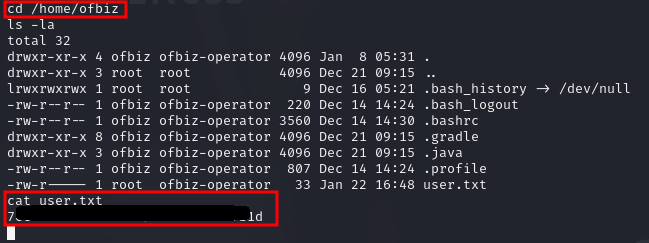 cd /home/ofbiz
ls -la
total 32
drwxr-xr-x 4 ofbiz ofbiz-operator 4096 Jan  8 05:31 .
drwxr-xr-x 3 root  root           4096 Dec 21 09:15 ..
lrwxrwxrwx 1 root  root              9 Dec 16 05:21 .bash_history -> /dev/null
-rw-r--r-- 1 ofbiz ofbiz-operator  220 Dec 14 14:24 .bash_logout
-rw-r--r-- 1 ofbiz ofbiz-operator 3560 Dec 14 14:30 .bashrc
drwxr-xr-x 8 ofbiz ofbiz-operator 4096 Dec 21 09:15 .gradle
drwxr-xr-x 3 ofbiz ofbiz-operator 4096 Dec 21 09:15 .java
-rw-r--r-- 1 ofbiz ofbiz-operator  807 Dec 14 14:24 .profile
-rw-r----- 1 root  ofbiz-operator   33 Jan 22 16:48 user.txt
cat user.txt